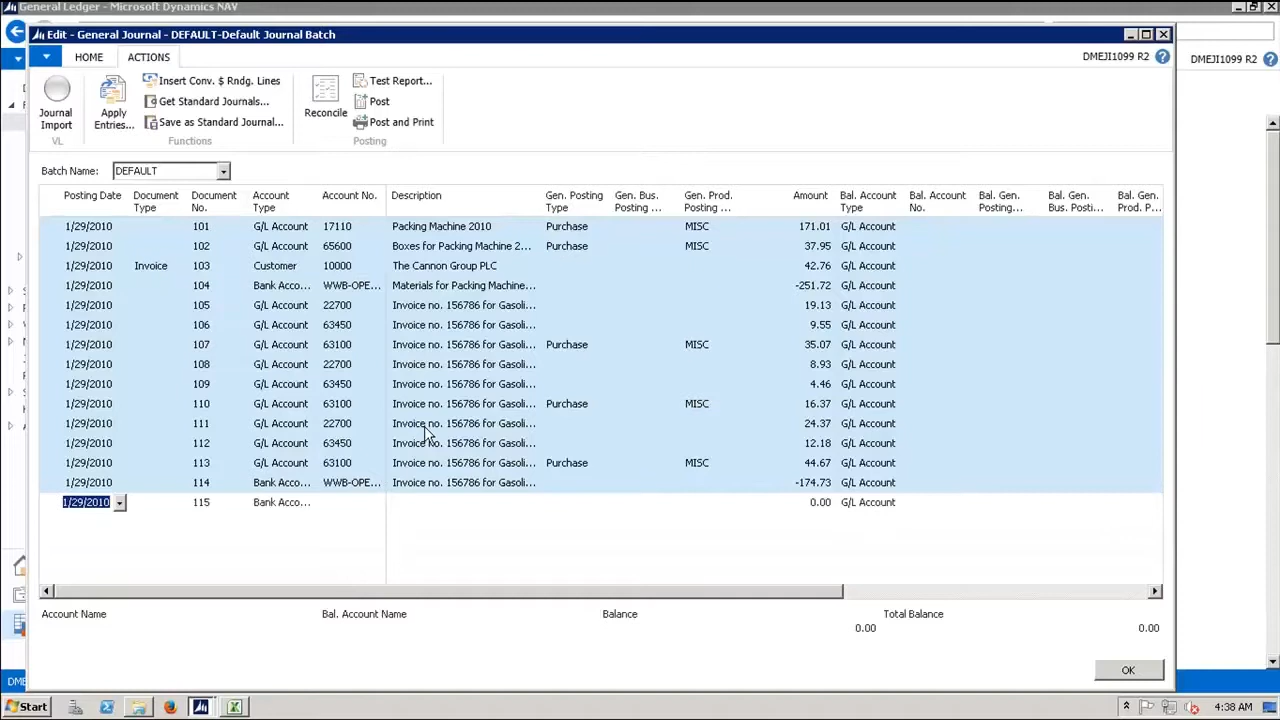 General Ledger - Microsoft Dynamics NAV
Edit - General Journal - DEFAULT-Default Journal Batch
HOME ACTIONS
DMEJI1099 R2
DMEJI1099 R2
Journal Import
Apply Entries...
Insert Conv. $ Rndg. Lines
Get Standard Journals...
Save as Standard Journal...
Reconcile
Test Report...
Post
Post and Print
VL Functions Posting
Batch Name: DEFAULT
Posting Date Document Type Document No. Account Type Account No. Description Gen. Posting Type Gen. Bus. Posting ... Gen. Prod. Posting ... Amount Bal. Account Type Bal. Account No. Bal. Gen. Posting... Bal. Gen. Bus. Posti... Bal. Gen. Prod. P...
1/29/2010 101 G/L Account 17110 Packing Machine 2010 Purchase MISC 171.01 G/L Account
1/29/2010 102 G/L Account 65600 Boxes for Packing Machine 2... Purchase MISC 37.95 G/L Account
1/29/2010 Invoice 103 Customer 10000 The Cannon Group PLC 42.76 G/L Account
1/29/2010 104 Bank Acco... WWB-OPE... Materials for Packing Machine... -251.72 G/L Account
1/29/2010 105 G/L Account 22700 Invoice no. 156786 for Gasoli... 19.13 G/L Account
1/29/2010 106 G/L Account 63450 Invoice no. 156786 for Gasoli... 9.55 G/L Account
1/29/2010 107 G/L Account 63100 Invoice no. 156786 for Gasoli... Purchase MISC 35.07 G/L Account
1/29/2010 108 G/L Account 22700 Invoice no. 156786 for Gasoli... 8.93 G/L Account
1/29/2010 109 G/L Account 63450 Invoice no. 156786 for Gasoli... 4.46 G/L Account
1/29/2010 110 G/L Account 63100 Invoice no. 156786 for Gasoli... Purchase MISC 16.37 G/L Account
1/29/2010 111 G/L Account 22700 Invoice no. 156786 for Gasoli... 24.37 G/L Account
1/29/2010 112 G/L Account 63450 Invoice no. 156786 for Gasoli... 12.18 G/L Account
1/29/2010 113 G/L Account 63100 Invoice no. 156786 for Gasoli... Purchase MISC 44.67 G/L Account
1/29/2010 114 Bank Acco... WWB-OPE... Invoice no. 156786 for Gasoli... -174.73 G/L Account
1/29/2010 115 Bank Acco... 0.00 G/L Account
Account Name Bal. Account Name Balance Total Balance
0.00 0.00
OK
DME
Start 4:38 AM